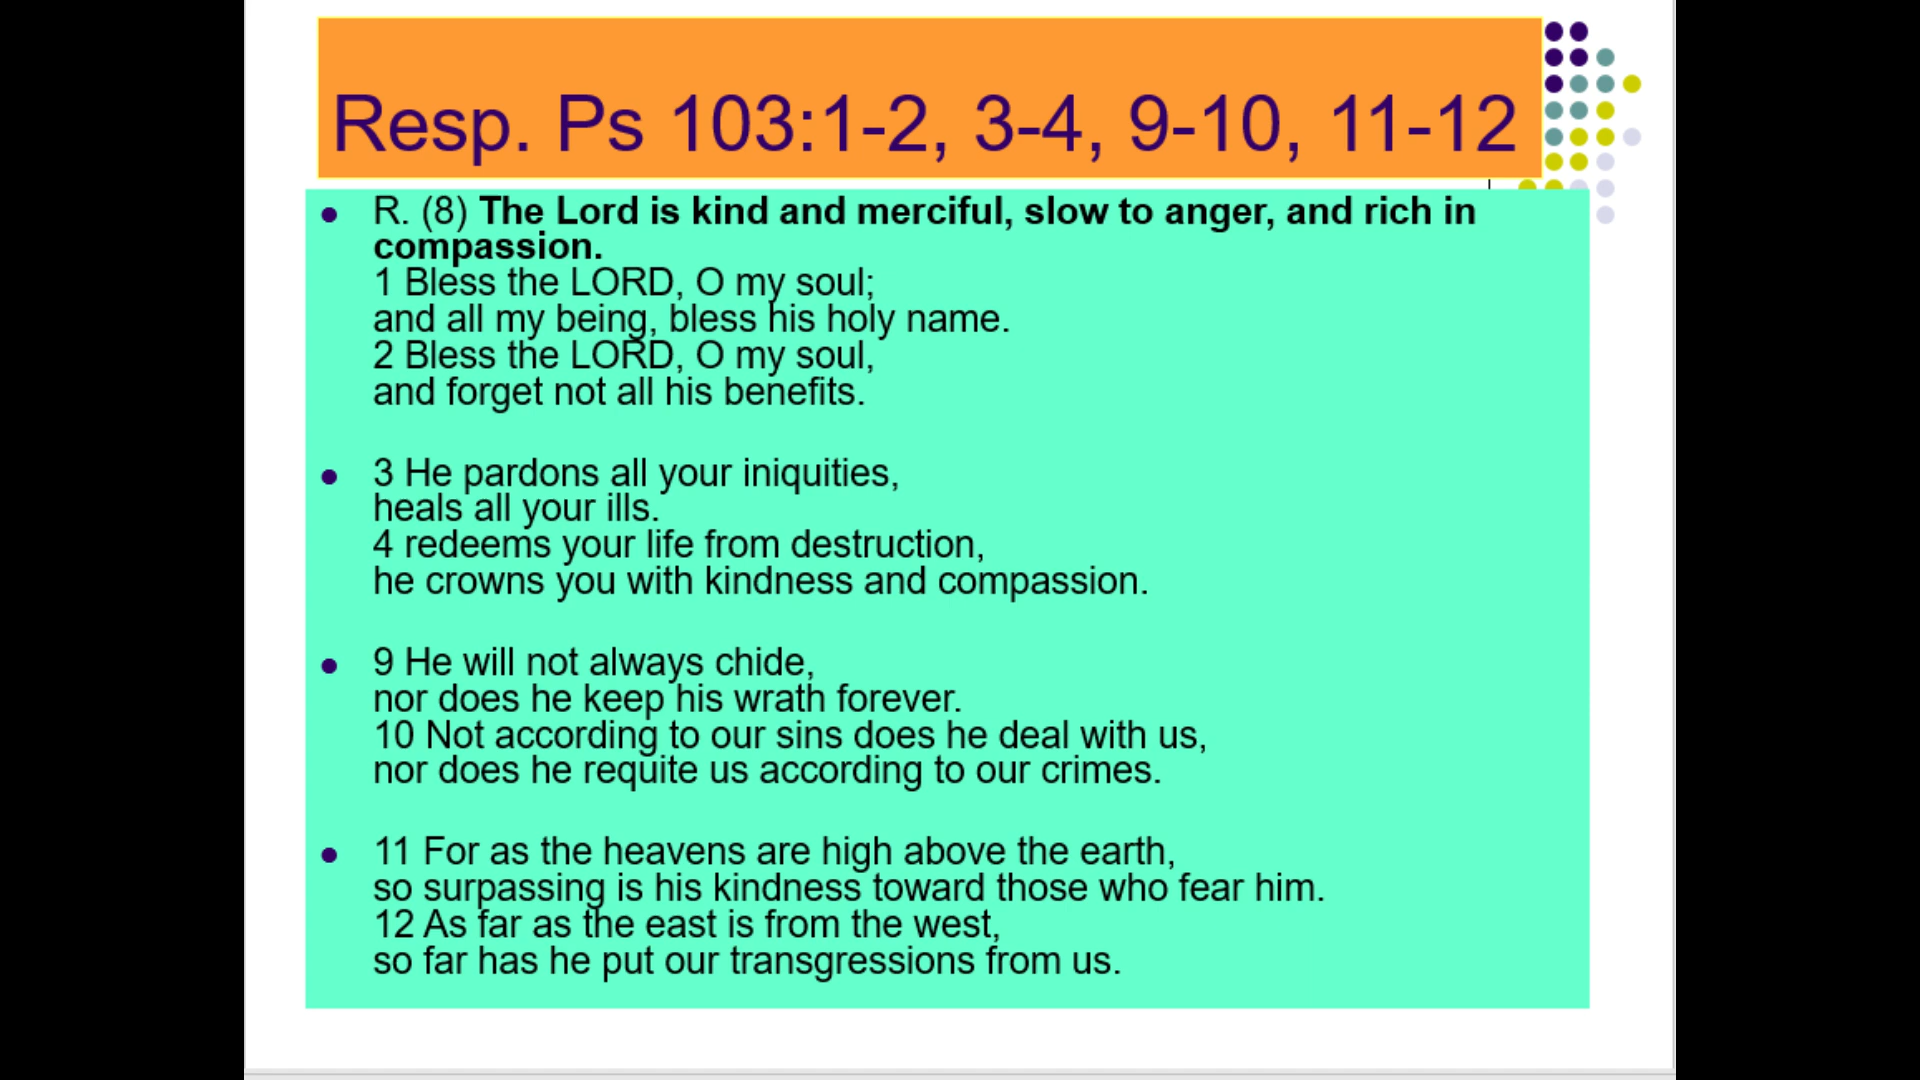 Resp. Ps 103:1-2, 3-4, 9-10, 11-12
R. (8) The Lord is kind and merciful, slow to anger, and rich in
compassion.
1 Bless the LORD, O my soul;
and all my being, bless his holy name.
2 Bless the LORD, O my soul,
and forget not all his benefits.
3 He pardons all your iniquities,
heals all your ills.
4 redeems your life from destruction,
he crowns you with kindness and compassion.
9 He will not always chide,
nor does he keep his wrath forever.
10 Not according to our sins does he deal with us,
nor does he requite us according to our crimes.
11 For as the heavens are high above the earth,
so surpassing is his kindness toward those who fear him.
12 As far as the east is from the west,
so far has he put our transgressions from us.